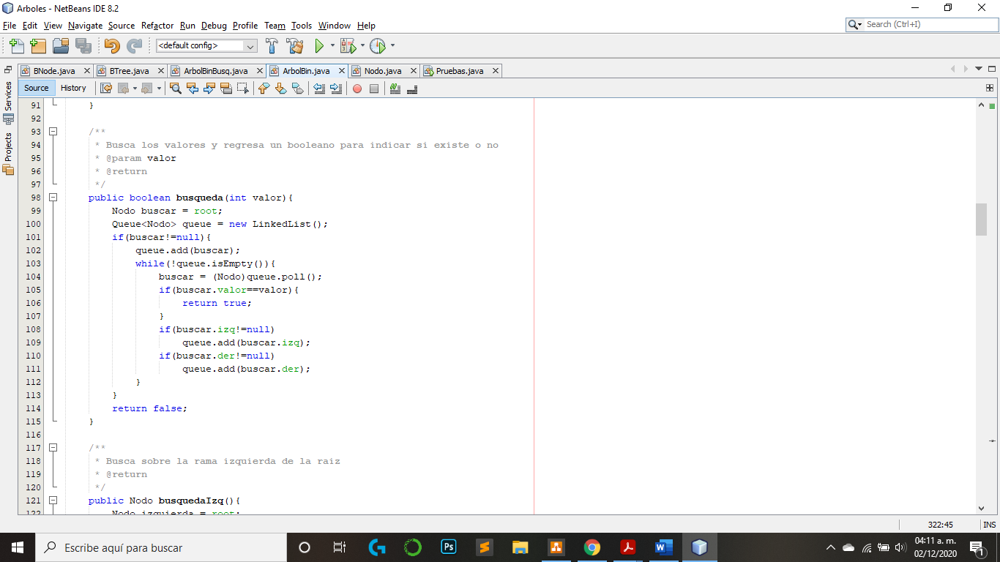 Arboles - NetBeans IDE 8.2
File Edit View Navigate Source Refactor Run Debug Profile Team Tools Window Help
Search (Ctrl+I)
<default config>
BNode.java BTree.java ArbolBinBusq.java ArbolBin.java Nodo.java Pruebas.java
Services
Projects
Source History
91 }
92
93 /**
94 * Busca los valores y regresa un booleano para indicar si existe o no
95 * @param valor
96 * @return
97 */
98 public boolean busqueda(int valor){
99 Nodo buscar = root;
100 Queue<Nodo> queue = new LinkedList();
101 if(buscar!=null){
102 queue.add(buscar);
103 while(!queue.isEmpty()){
104 buscar = (Nodo)queue.poll();
105 if(buscar.valor==valor){
106 return true;
107 }
108 if(buscar.izq!=null)
109 queue.add(buscar.izq);
110 if(buscar.der!=null)
111 queue.add(buscar.der);
112 }
113 }
114 return false;
115 }
116
117 /**
118 * Busca sobre la rama izquierda de la raiz
119 * @return
120 */
121 public Nodo busquedaIzq(){
122 Nodo izquierda = root;
322:45 INS
Escribe aquí para buscar
Ps
W
04:11 a. m.
02/12/2020
1